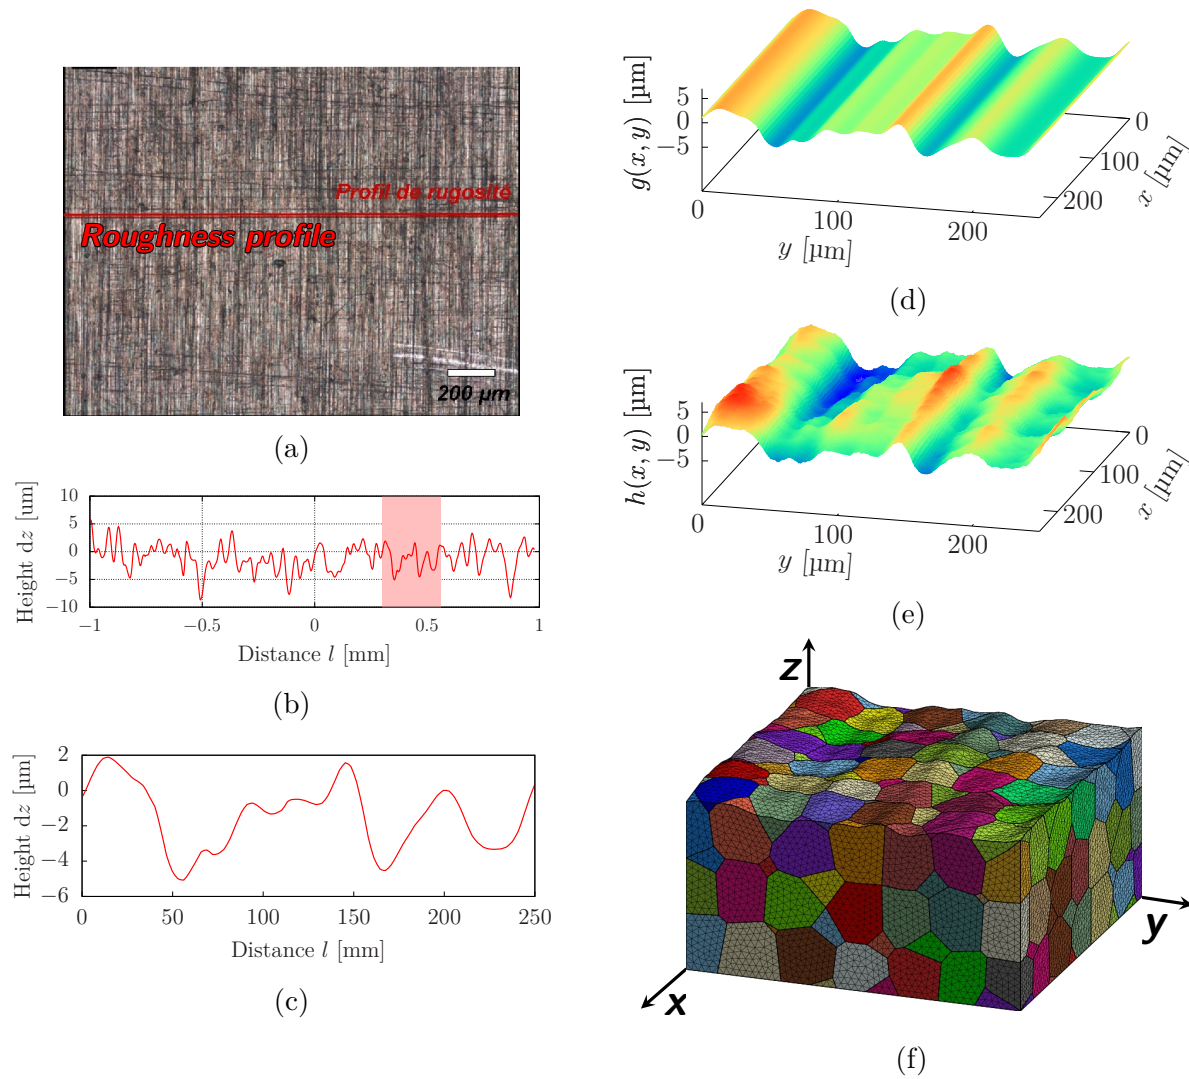 Profil de rugosité
Roughness profile
200 µm
(a)
Height dz [um]
10
5
0
−5
−10
−1
−0.5
0
0.5
1
Distance l [mm]
(b)
Height dz [µm]
2
0
−2
−4
−6
0
50
100
150
200
250
Distance l [mm]
(c)
g(x, y) [µm]
5
0
−5
0
100
200
y [µm]
0
100
200
x [µm]
(d)
h(x, y) [µm]
5
0
−5
0
100
200
y [µm]
0
100
200
x [µm]
(e)
z
y
x
(f)